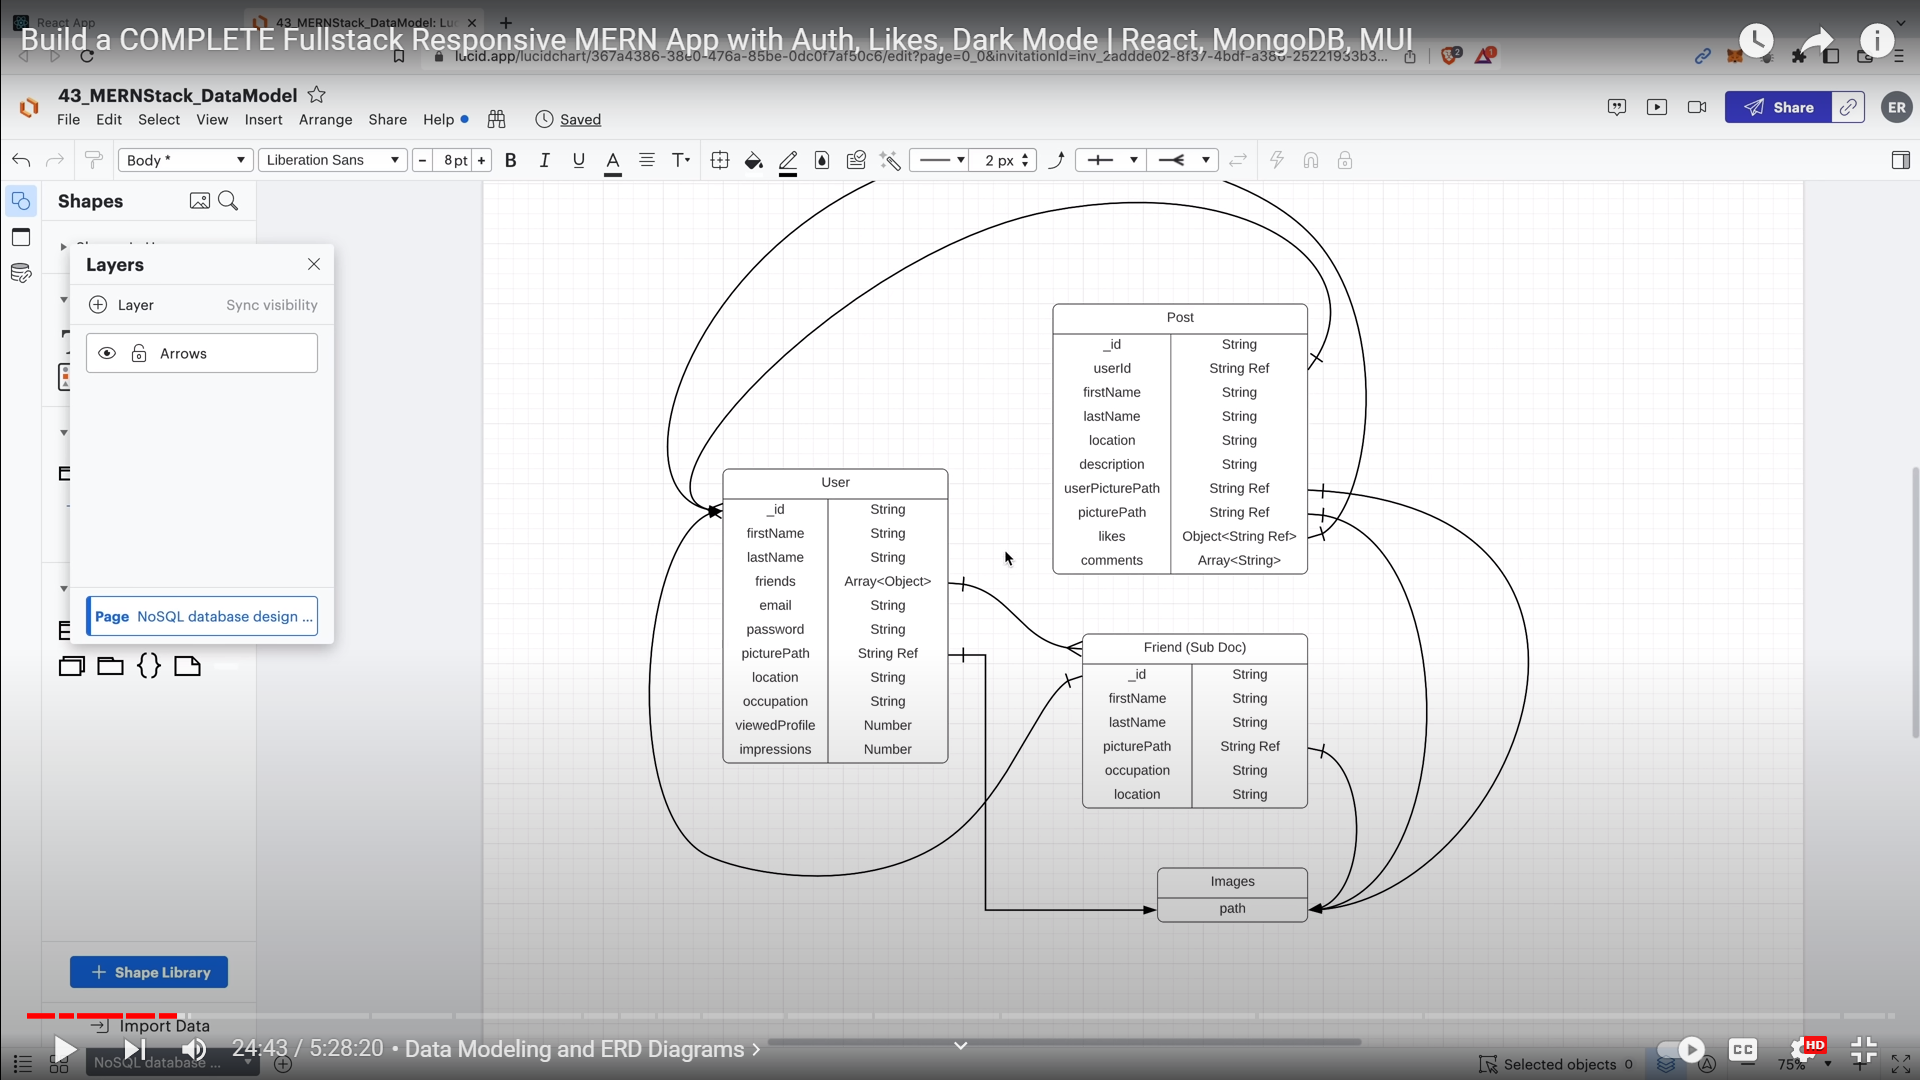 React App
43_MERNStack_DataModel: Luc
Build a COMPLETE Fullstack Responsive MERN App with Auth, Likes, Dark Mode | React, MongoDB, MUI
lucid.app/lucidchart/367a4386-38e0-476a-85be-0dc0f7af50c6/edit?page=0_0&invitationId=inv_2addde02-8f37-4bdf-a380-25221933b3...
2
1
43_MERNStack_DataModel
File Edit Select View Insert Arrange Share Help
Saved
Share
ER
Body *
Liberation Sans
- 8 pt +
B I U A T
2 px
Shapes
Layers
Layer
Sync visibility
Arrows
Page NoSQL database design ...
Shape Library
Import Data
Post
_id String
userId String Ref
firstName String
lastName String
location String
description String
userPicturePath String Ref
picturePath String Ref
likes Object<String Ref>
comments Array<String>
User
_id String
firstName String
lastName String
friends Array<Object>
email String
password String
picturePath String Ref
location String
occupation String
viewedProfile Number
impressions Number
Friend (Sub Doc)
_id String
firstName String
lastName String
picturePath String Ref
occupation String
location String
Images
path
24:43 / 5:28:20 • Data Modeling and ERD Diagrams
CC
HD
NoSQL database ...
Selected objects 0
75%